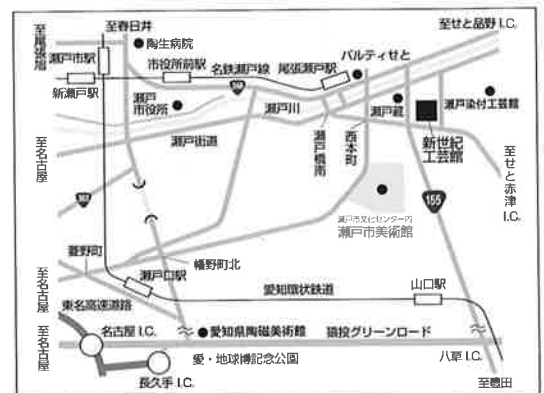 至尾張旭
至春日井
陶生病院
至せと品野 I.C.
瀬戸市駅
市役所前駅
名鉄瀬戸線
尾張瀬戸駅
パルティせと
新瀬戸駅
瀬戸
市役所
瀬戸川
瀬戸蔵
瀬戸染付工芸館
至名古屋
瀬戸街道
瀬戸橋南
西本町
新世紀
工芸館
至せと赤津I.C.
155
瀬戸市文化センター内
瀬戸市美術館
菱野町
幡野町北
瀬戸口駅
愛知環状鉄道
山口駅
至名古屋
東名高速道路
至名古屋
名古屋 I.C.
愛知県陶磁美術館
猿投グリーンロード
愛・地球博記念公園
八草 I.C.
長久手 I.C.
至豊田